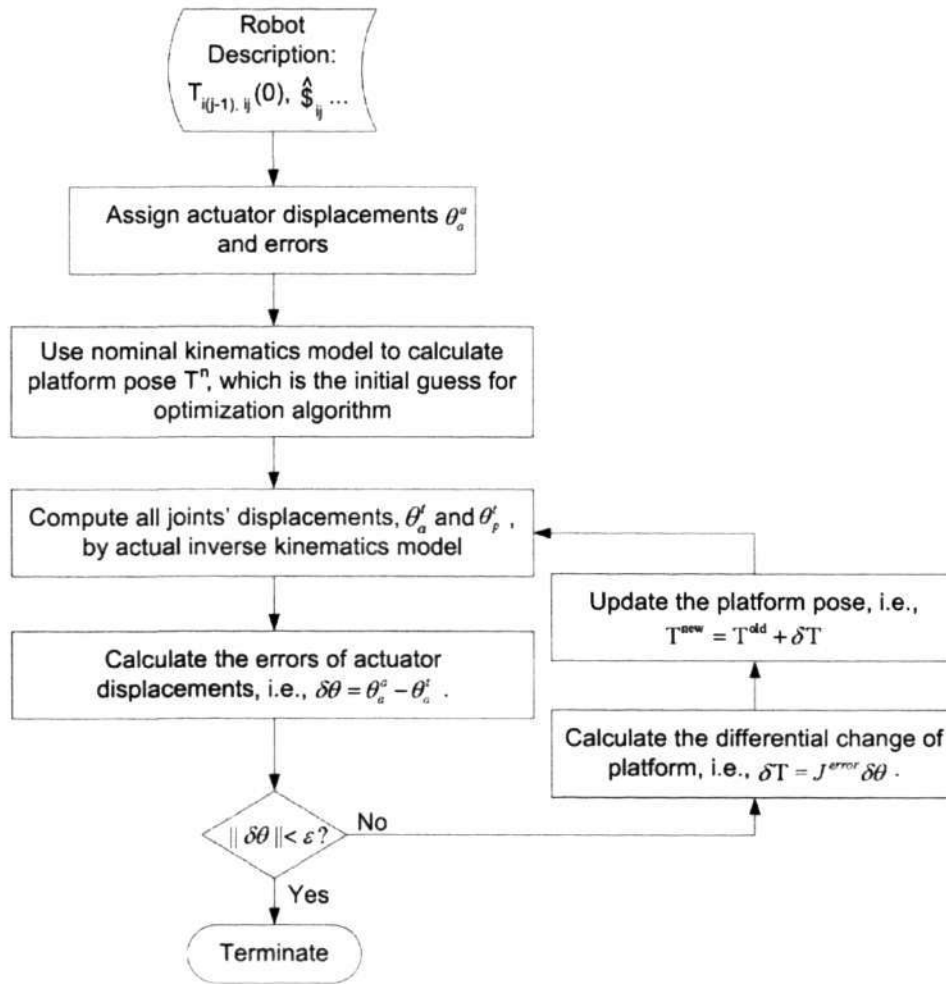 Robot
Description:
T_{i(j-1), ij}(0), \hat{$}_{ij} ...
Assign actuator displacements θ_a^a
and errors
Use nominal kinematics model to calculate
platform pose T^n, which is the initial guess for
optimization algorithm
Compute all joints' displacements, θ_a^t and θ_p^t ,
by actual inverse kinematics model
Calculate the errors of actuator
displacements, i.e., δθ = θ_a^a − θ_a^t .
|| δθ || < ε ?
No
Yes
Terminate
Update the platform pose, i.e.,
T^{new} = T^{old} + δT
Calculate the differential change of
platform, i.e., δT = J^{error} δθ .